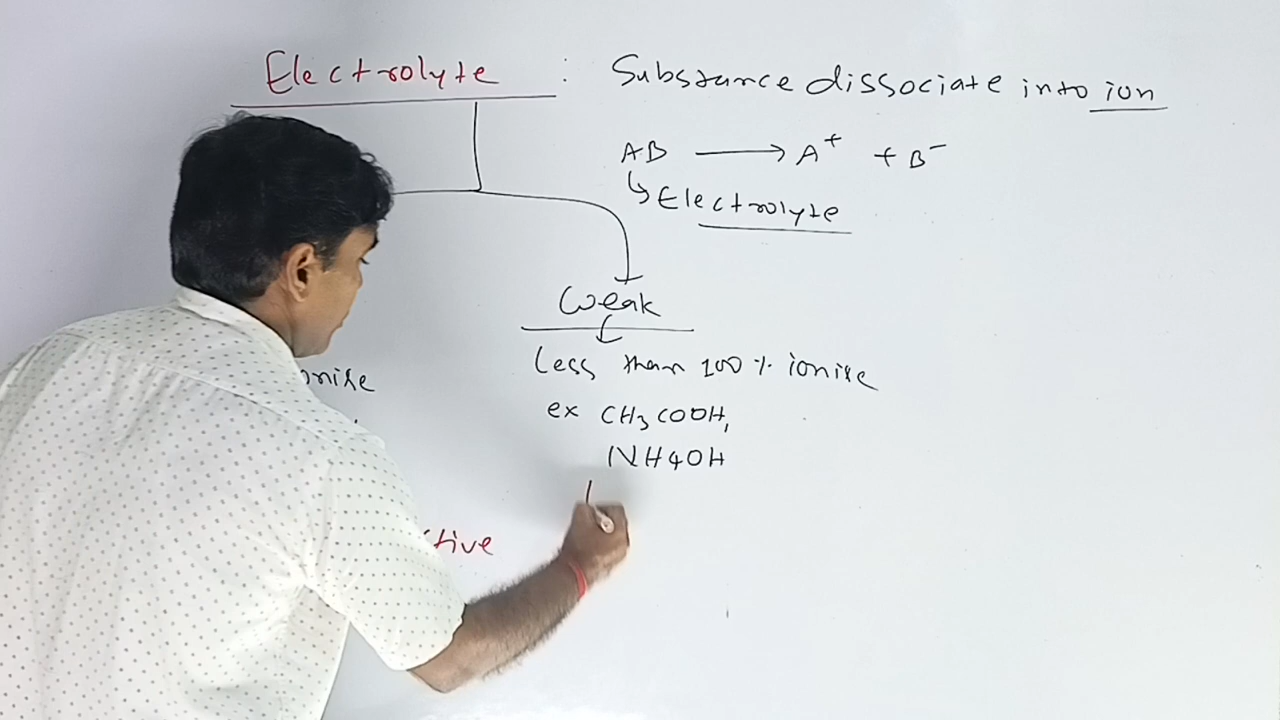 Electrolyte : Substance dissociate into ion
AB → A⁺ + B⁻
↳ Electrolyte
Weak
Less than 100 % ionise
ex CH₃COOH,
NH4OH